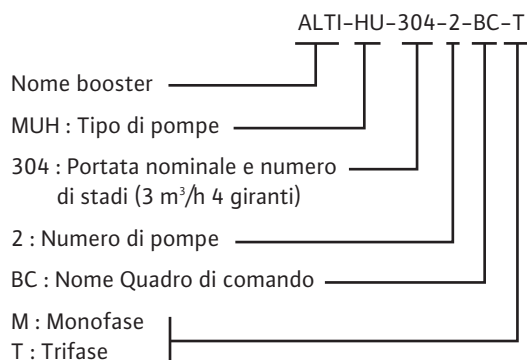 ALTI-HU-304-2-BC-T
Nome booster
MUH : Tipo di pompe
304 : Portata nominale e numero
di stadi (3 m³/h 4 giranti)
2 : Numero di pompe
BC : Nome Quadro di comando
M : Monofase
T : Trifase